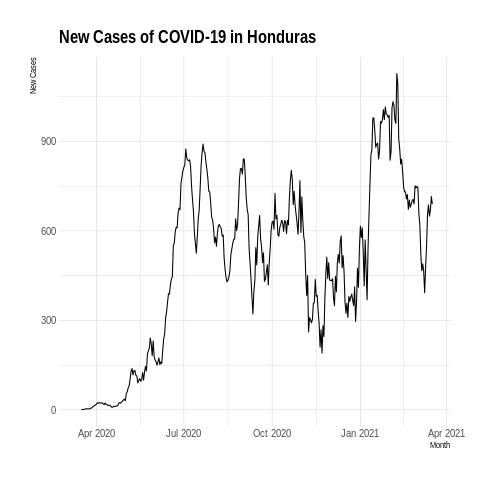 New Cases of COVID-19 in Honduras
New Cases
900
600
300
0
Apr 2020 Jul 2020 Oct 2020 Jan 2021 Apr 2021
Month